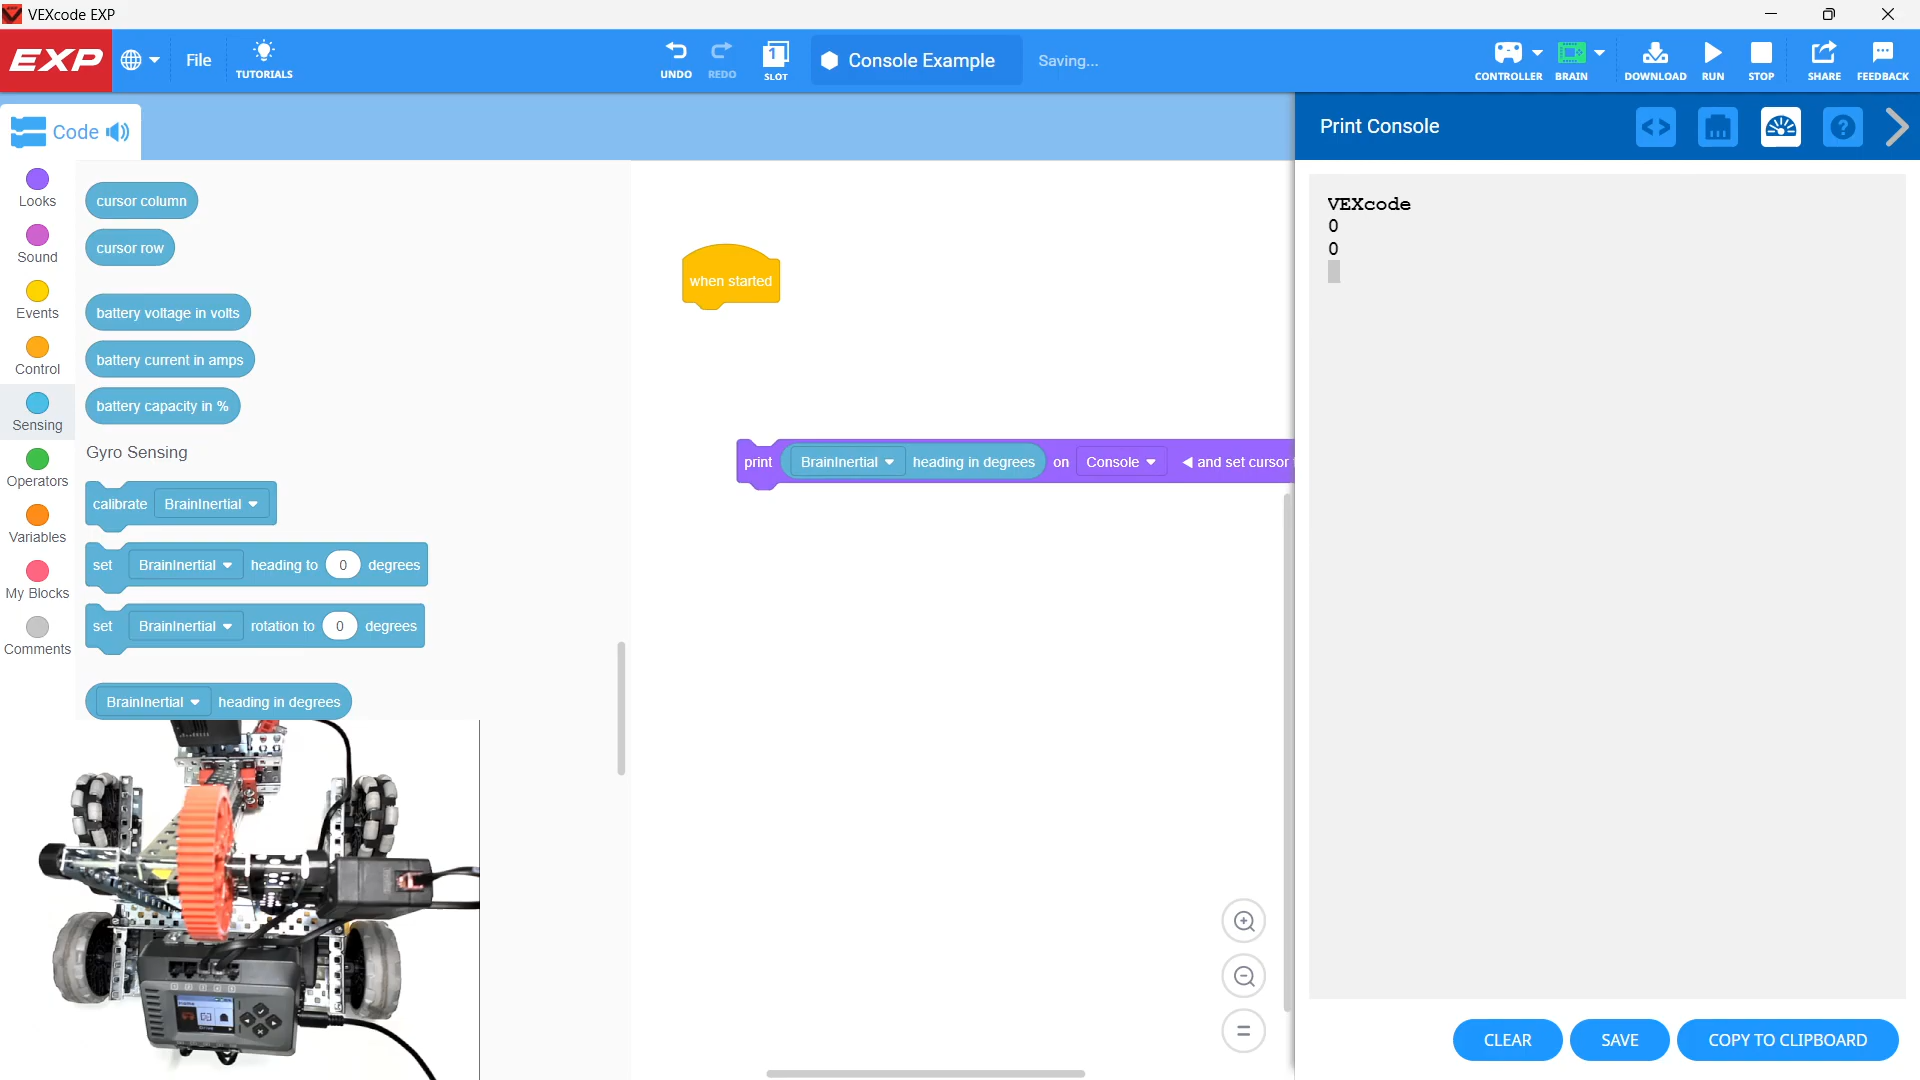 VEXcode EXP
EXP
File
TUTORIALS
UNDO
REDO
1
SLOT
Console Example
Saving...
CONTROLLER
BRAIN
DOWNLOAD
RUN
STOP
SHARE
FEEDBACK
Code
Print Console
Looks
Sound
Events
Control
Sensing
Operators
Variables
My Blocks
Comments
cursor column
cursor row
battery voltage in volts
battery current in amps
battery capacity in %
Gyro Sensing
calibrate BrainInertial
set BrainInertial heading to 0 degrees
set BrainInertial rotation to 0 degrees
BrainInertial heading in degrees
when started
print BrainInertial heading in degrees on Console and set cursor
VEXcode
0
0
CLEAR
SAVE
COPY TO CLIPBOARD